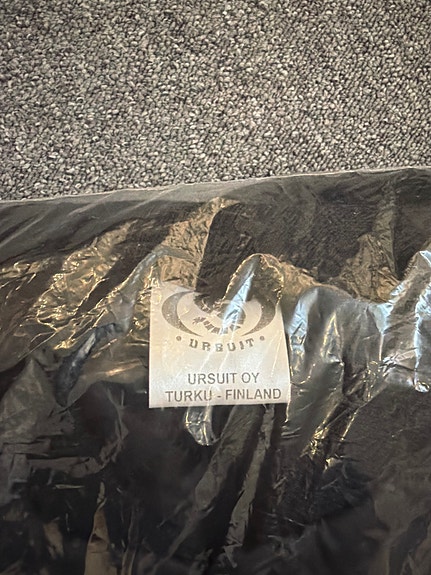 • URSUIT •
URSUIT OY
TURKU - FINLAND